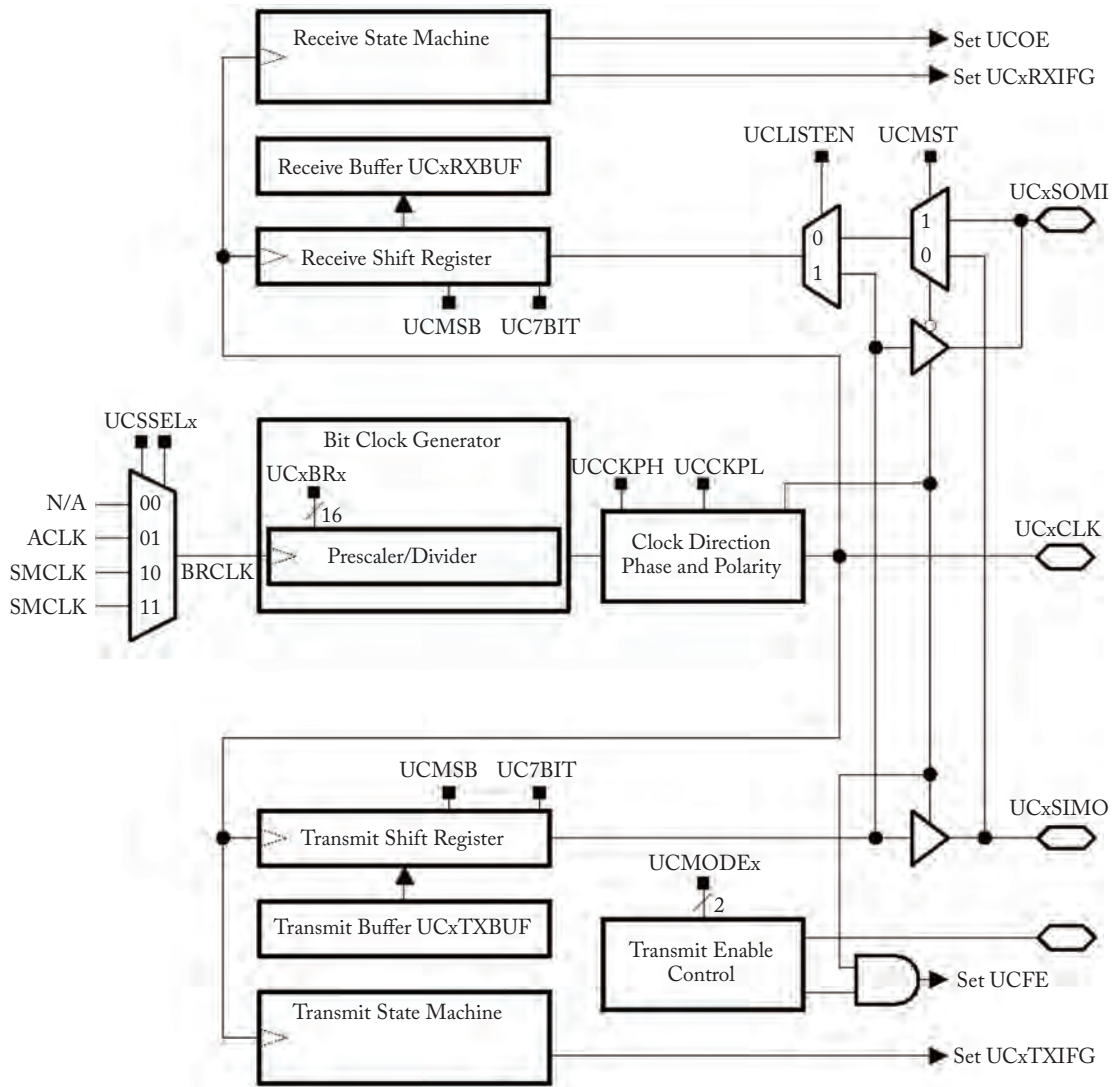 Receive State Machine
Set UCOE
Set UCxRXIFG
UCLISTEN
UCMST
Receive Buffer UCxRXBUF
UCxSOMI
1
0
0
1
Receive Shift Register
UCMSB
UC7BIT
UCSSELx
Bit Clock Generator
UCxBRx
16
UCCKPH
UCCKPL
N/A
00
ACLK
01
SMCLK
10
SMCLK
11
BRCLK
Prescaler/Divider
Clock Direction
Phase and Polarity
UCxCLK
UCMSB
UC7BIT
Transmit Shift Register
UCxSIMO
UCMODEx
2
Transmit Buffer UCxTXBUF
Transmit Enable
Control
Set UCFE
Transmit State Machine
Set UCxTXIFG